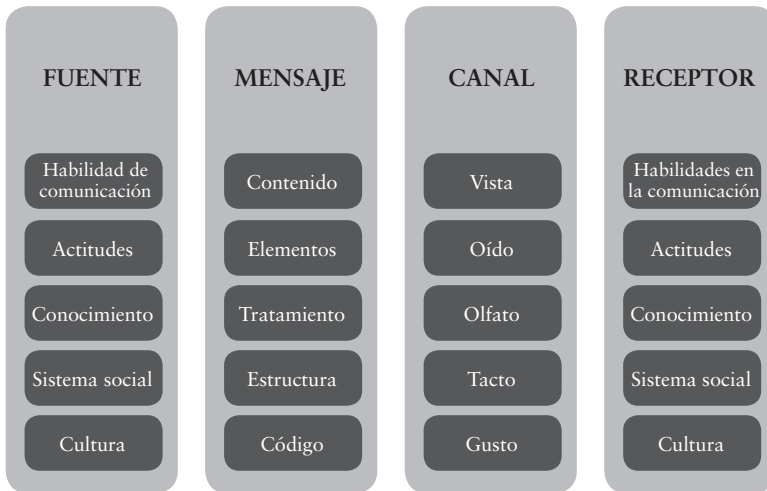 FUENTE
Habilidad de
comunicación
Actitudes
Conocimiento
Sistema social
Cultura
MENSAJE
Contenido
Elementos
Tratamiento
Estructura
Código
CANAL
Vista
Oído
Olfato
Tacto
Gusto
RECEPTOR
Habilidades en
la comunicación
Actitudes
Conocimiento
Sistema social
Cultura